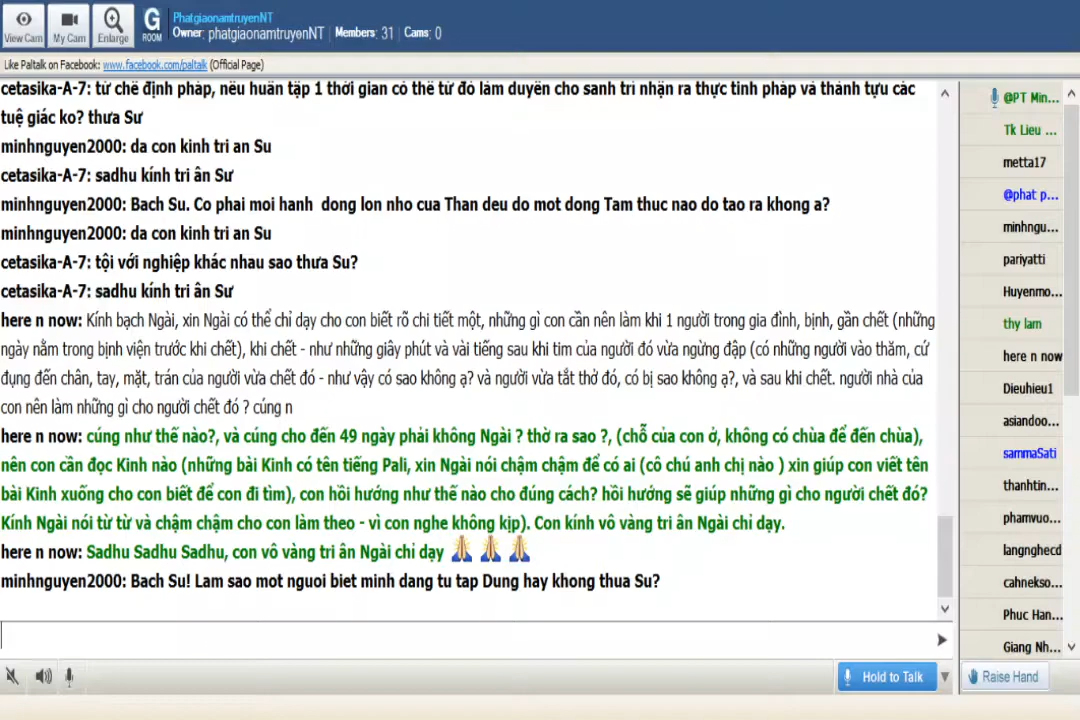 PhatgiaonamtruyenNT
Owner: phatgiaonamtruyenNT Members: 31 Cams: 0
View Cam My Cam Enlarge G ROOM
Like Paltalk on Facebook: www.facebook.com/paltalk (Official Page)
cetasika-A-7: từ chế định pháp, nếu huân tập 1 thời gian có thể từ đó làm duyên cho sanh trí nhận ra thực tính pháp và thành tựu các
tuệ giác ko? thưa Sư
minhnguyen2000: da con kinh tri an Su
cetasika-A-7: sadhu kính tri ân Sư
minhnguyen2000: Bach Su. Co phai moi hanh dong lon nho cua Than deu do mot dong Tam thuc nao do tao ra khong a?
minhnguyen2000: da con kinh tri an Su
cetasika-A-7: tội với nghiệp khác nhau sao thưa Su?
cetasika-A-7: sadhu kính tri ân Sư
here n now: Kính bạch Ngài, xin Ngài có thể chỉ dạy cho con biết rõ chi tiết một, những gì con cần nên làm khi 1 người trong gia đình, bịnh, gần chết (những
ngày nằm trong bịnh viện trước khi chết), khi chết - như những giây phút và vài tiếng sau khi tim của người đó vừa ngừng đập (có những người vào thăm, cứ
đụng đến chân, tay, mặt, trán của người vừa chết đó - như vậy có sao không ạ? và người vừa tắt thở đó, có bị sao không ạ?, và sau khi chết. người nhà của
con nên làm những gì cho người chết đó ? cúng n
here n now: cúng như thế nào?, và cúng cho đến 49 ngày phải không Ngài ? thờ ra sao ?, (chỗ của con ở, không có chùa để đến chùa),
nên con cần đọc Kinh nào (những bài Kinh có tên tiếng Pali, xin Ngài nói chậm chậm để có ai (cô chú anh chị nào ) xin giúp con viết tên
bài Kinh xuống cho con biết để con đi tìm), con hồi hướng như thế nào cho đúng cách? hồi hướng sẽ giúp những gì cho người chết đó?
Kính Ngài nói từ từ và chậm chậm cho con làm theo - vì con nghe không kịp). Con kính vô vàng tri ân Ngài chỉ dạy.
here n now: Sadhu Sadhu Sadhu, con vô vàng tri ân Ngài chỉ dạy 🙏 🙏 🙏
minhnguyen2000: Bach Su! Lam sao mot nguoi biet minh dang tu tap Dung hay khong thua Su?
@PT Min...
Tk Lieu ...
metta17
@phat p...
minhngu...
pariyatti
Huyenmo...
thy lam
here n now
Dieuhieu1
asiandoo...
sammaSati
thanhtin...
phamvuo...
langnghecd
cahnekso...
Phuc Han...
Giang Nh...
Hold to Talk
Raise Hand